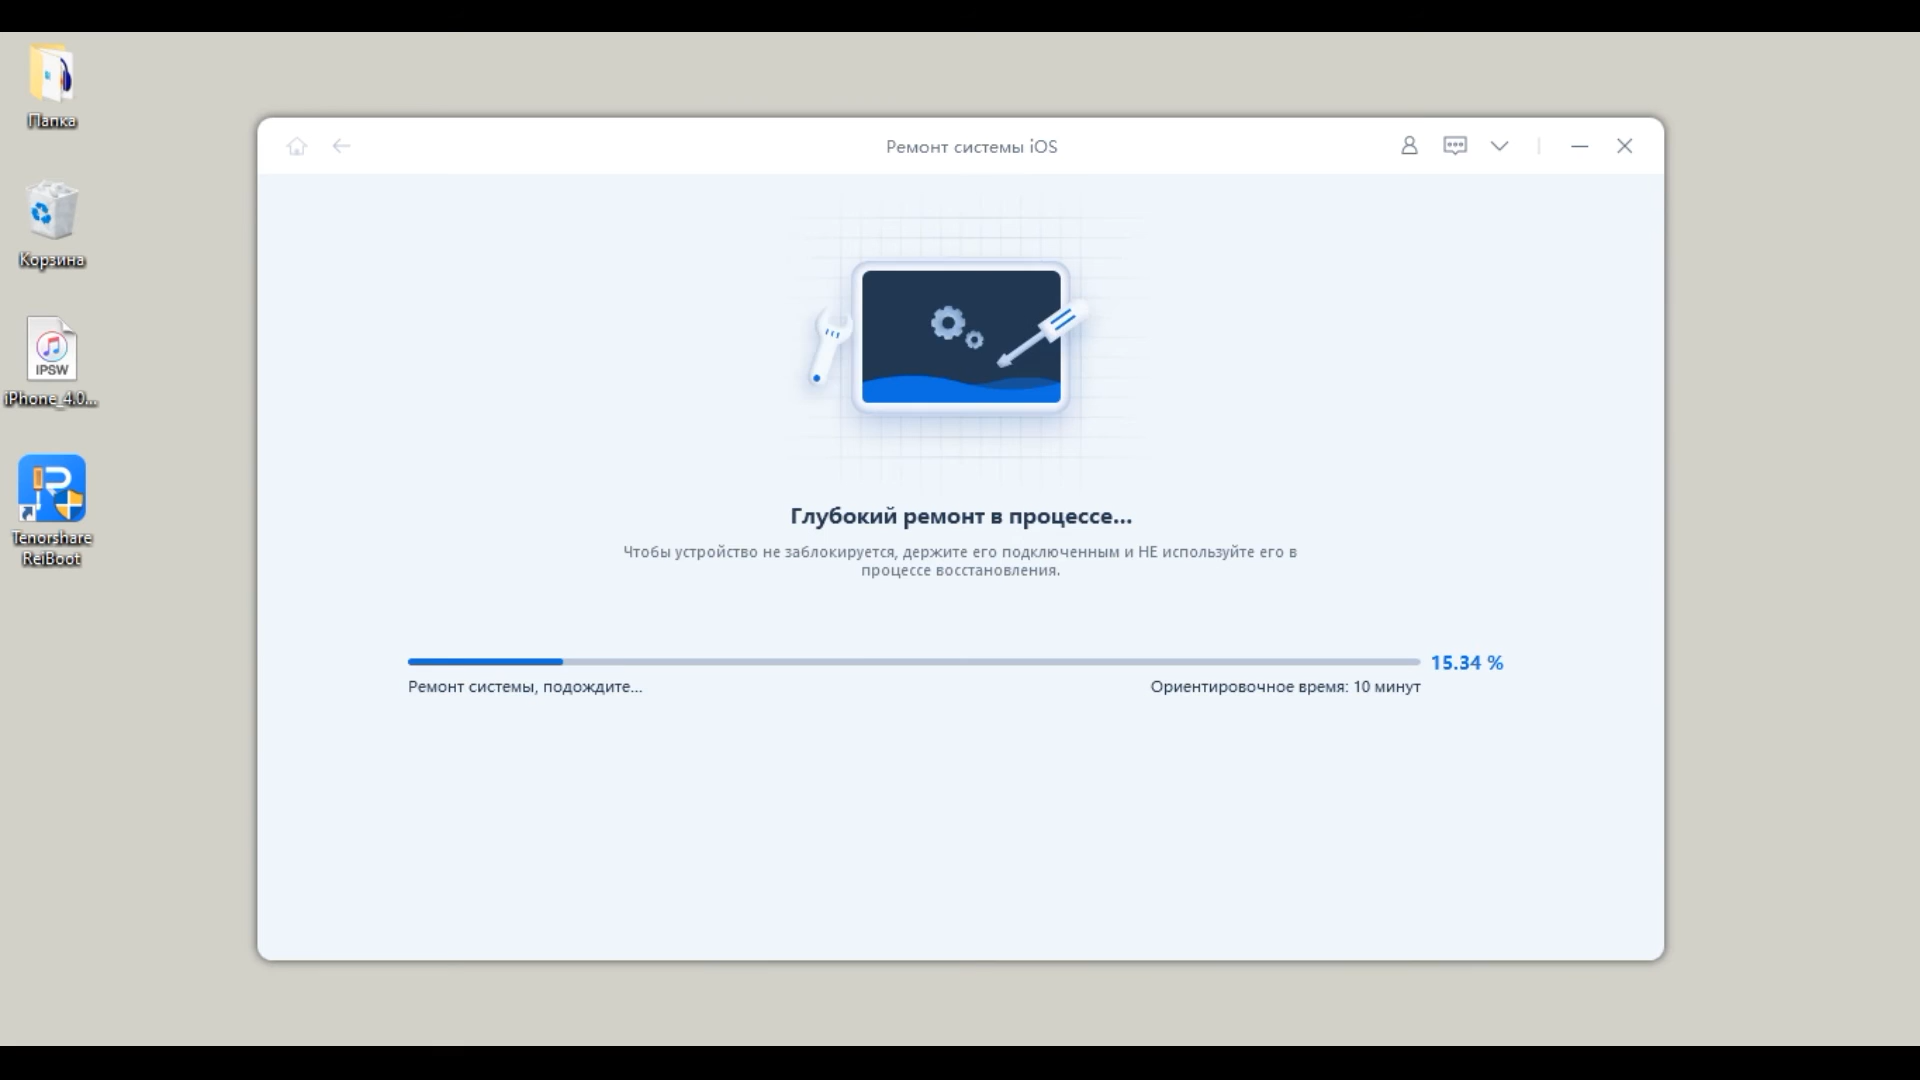 Папка
Корзина
IPSW
iPhone_4.0...
Tenorshare
ReiBoot
Ремонт системы iOS
Глубокий ремонт в процессе...
Чтобы устройство не заблокируется, держите его подключенным и НЕ используйте его в
процессе восстановления.
15.34 %
Ремонт системы, подождите...
Ориентировочное время: 10 минут